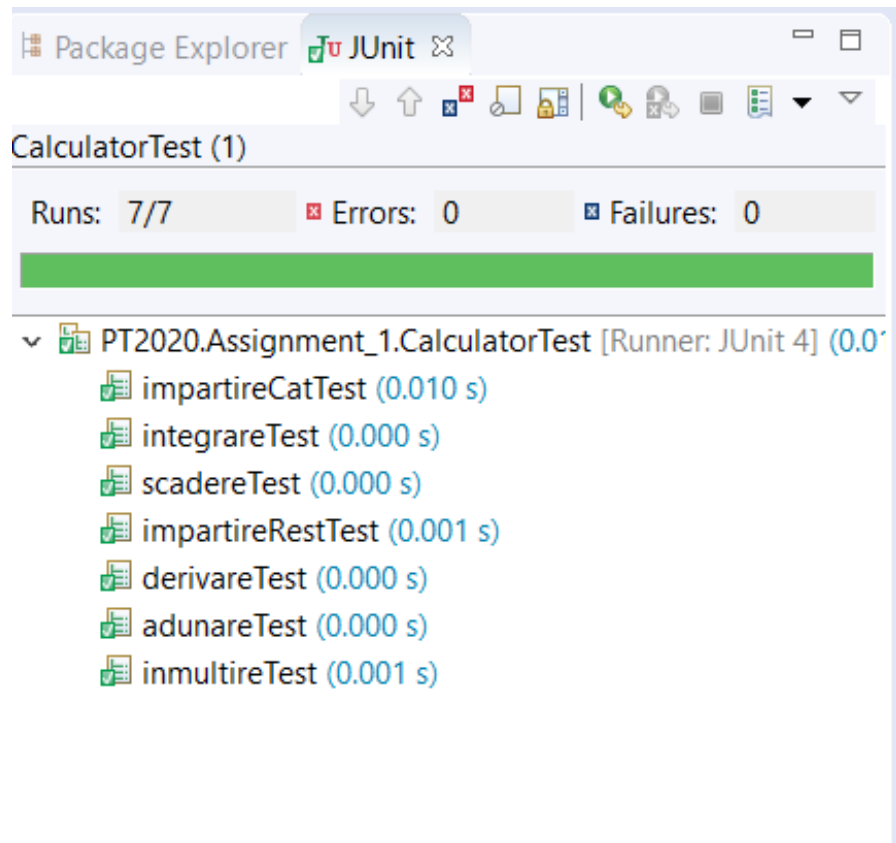 Package Explorer JUnit
CalculatorTest (1)
Runs: 7/7 Errors: 0 Failures: 0
PT2020.Assignment_1.CalculatorTest [Runner: JUnit 4] (0.01
impartireCatTest (0.010 s)
integrareTest (0.000 s)
scadereTest (0.000 s)
impartireRestTest (0.001 s)
derivareTest (0.000 s)
adunareTest (0.000 s)
inmultireTest (0.001 s)